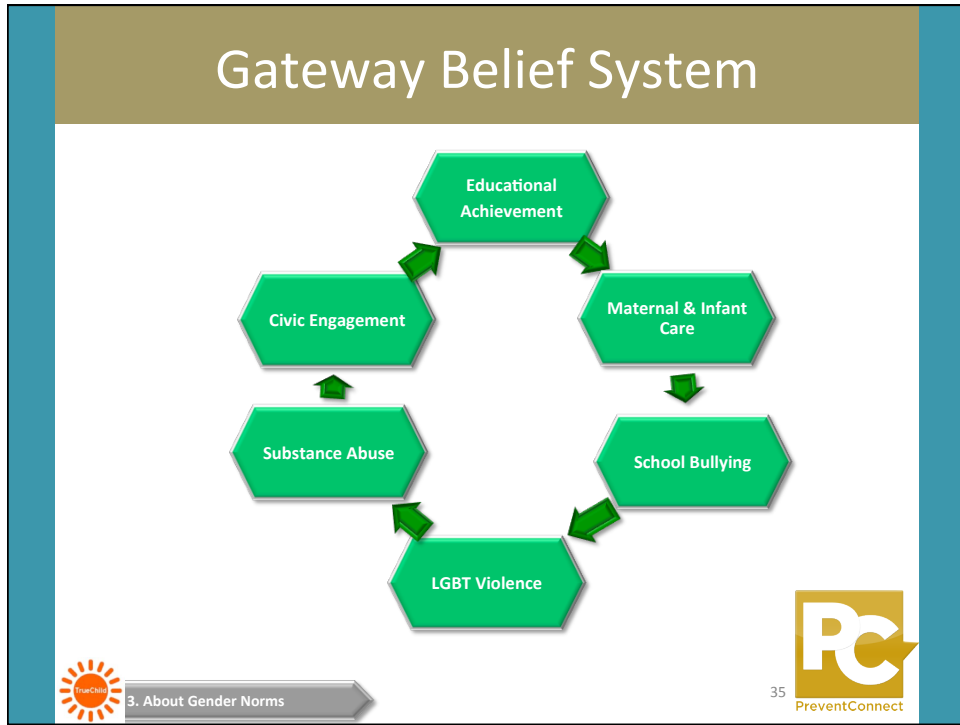 Gateway Belief System
Educational
Achievement
Maternal & Infant
Care
School Bullying
LGBT Violence
Substance Abuse
Civic Engagement
TrueChild
3. About Gender Norms
35
PC
PreventConnect